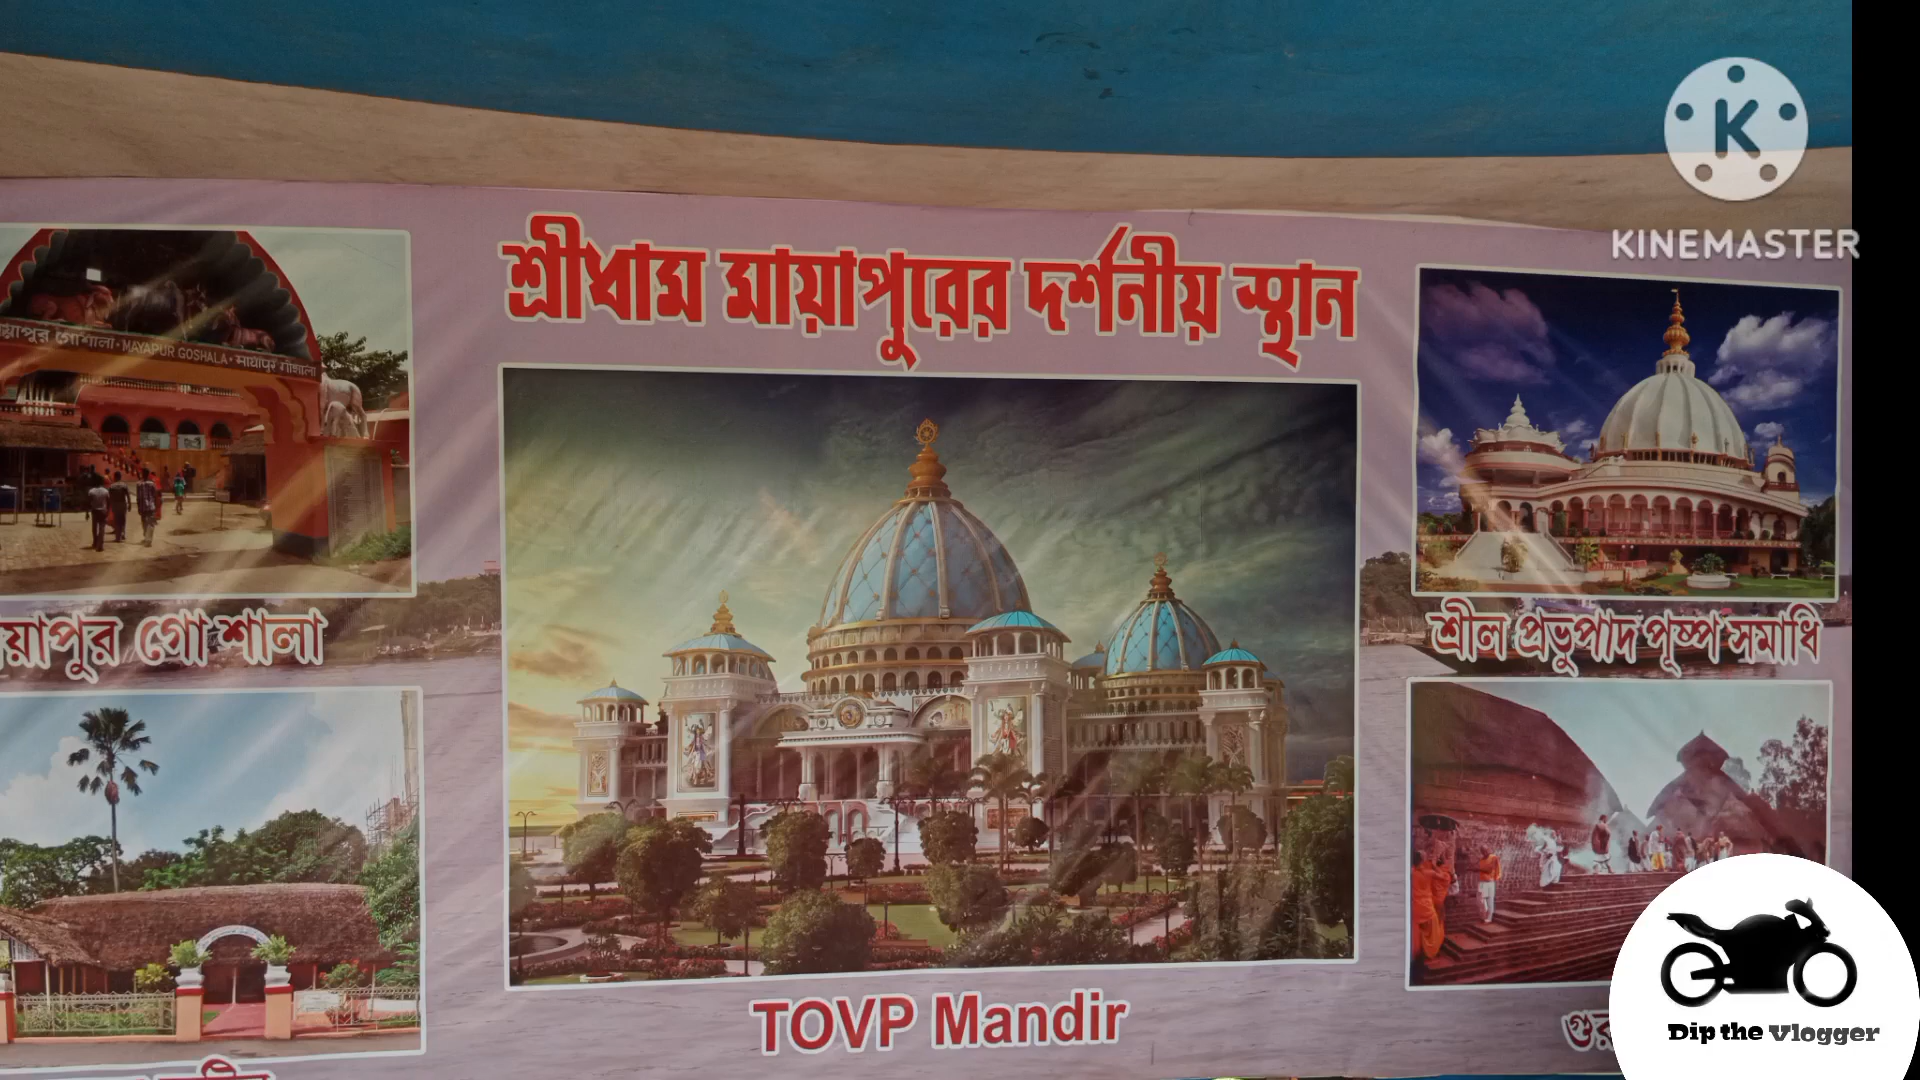 KINEMASTER
শ্রীধাম মায়াপুরের দর্শনীয় স্থান
গোশালা · MAYAPUR GOSHALA ·
গো শালা
শ্রীল প্রভুপাদ পূষ্প সমাধি
TOVP Mandir
Dip the Vlogger